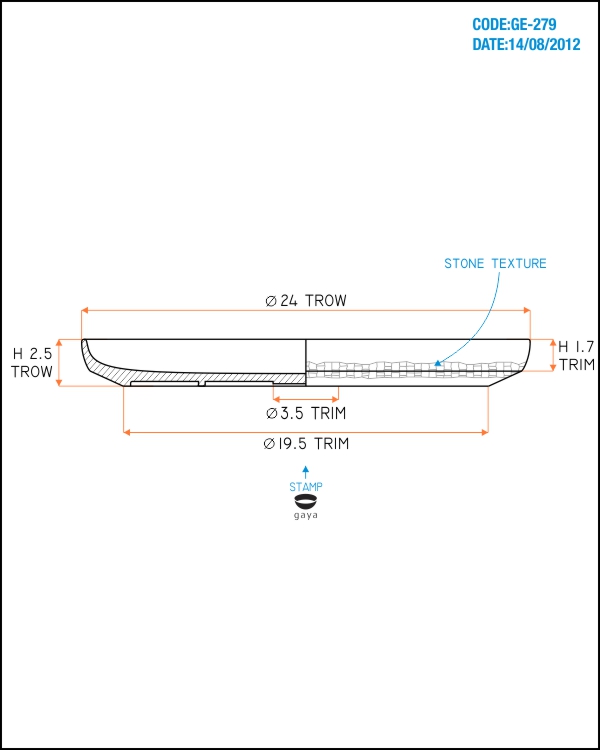 CODE:GE-279
DATE:14/08/2012
STONE TEXTURE
Ø 24 TROW
H 2.5
TROW
H 1.7
TRIM
Ø 3.5 TRIM
Ø 19.5 TRIM
STAMP
gaya